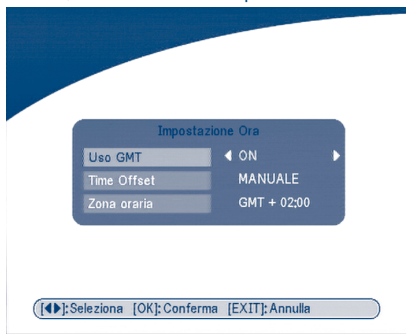 Impostazione Ora
Uso GMT ON
Time Offset MANUALE
Zona oraria GMT + 02:00
[◀▶]: Seleziona [OK]: Conferma [EXIT]: Annulla